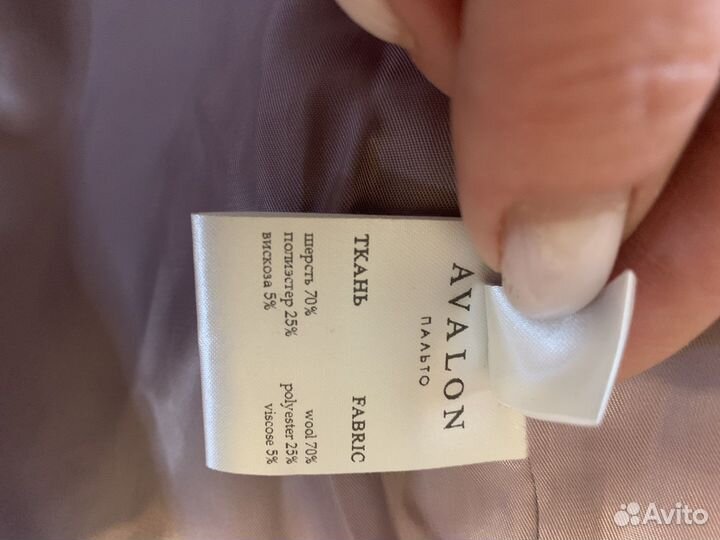 AVALON
ПАЛЬТО
ТКАНЬ
FABRIC
шерсть 70%
полиэстер 25%
вискоза 5%
wool 70%
polyester 25%
viscose 5%
Avito